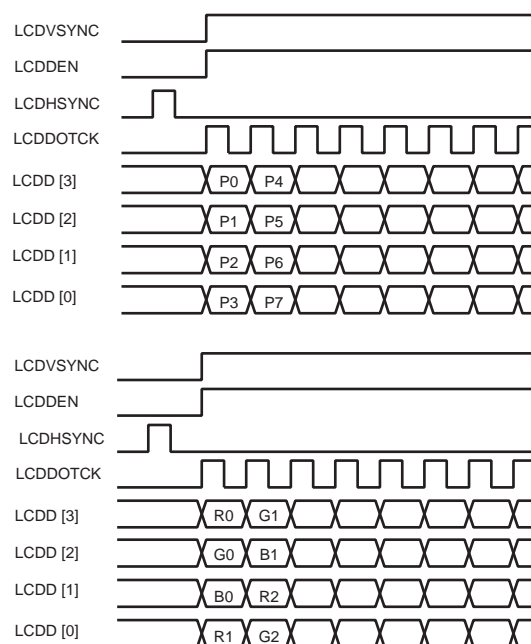 LCDVSYNC
LCDDEN
LCDHSYNC
LCDDOTCK
LCDD [3] P0 P4
LCDD [2] P1 P5
LCDD [1] P2 P6
LCDD [0] P3 P7
LCDVSYNC
LCDDEN
LCDHSYNC
LCDDOTCK
LCDD [3] R0 G1
LCDD [2] G0 B1
LCDD [1] B0 R2
LCDD [0] R1 G2